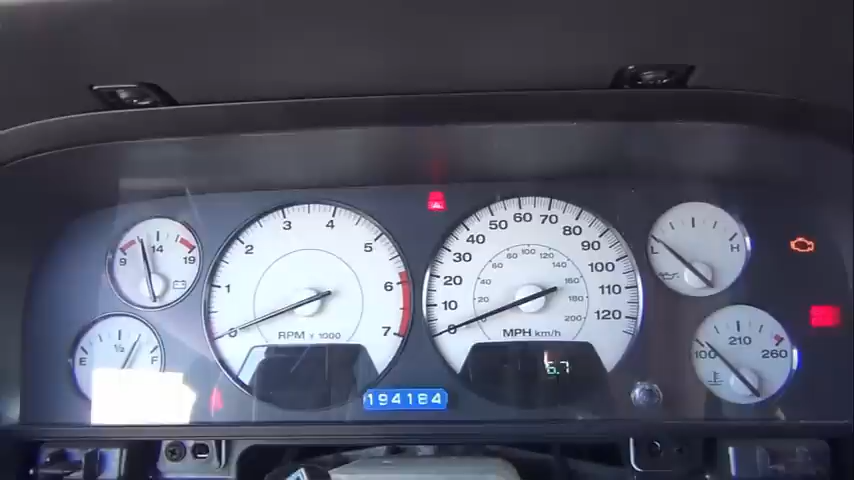 9 14 19
E 1/2 F
0 1 2 3 4 5 6 7
RPM x 1000
0 10 20 30 40 50 60 70 80 90 100 110 120
20 40 60 80 100 120 140 160 180 200
MPH km/h
6.7
L H
100 210 260
194184